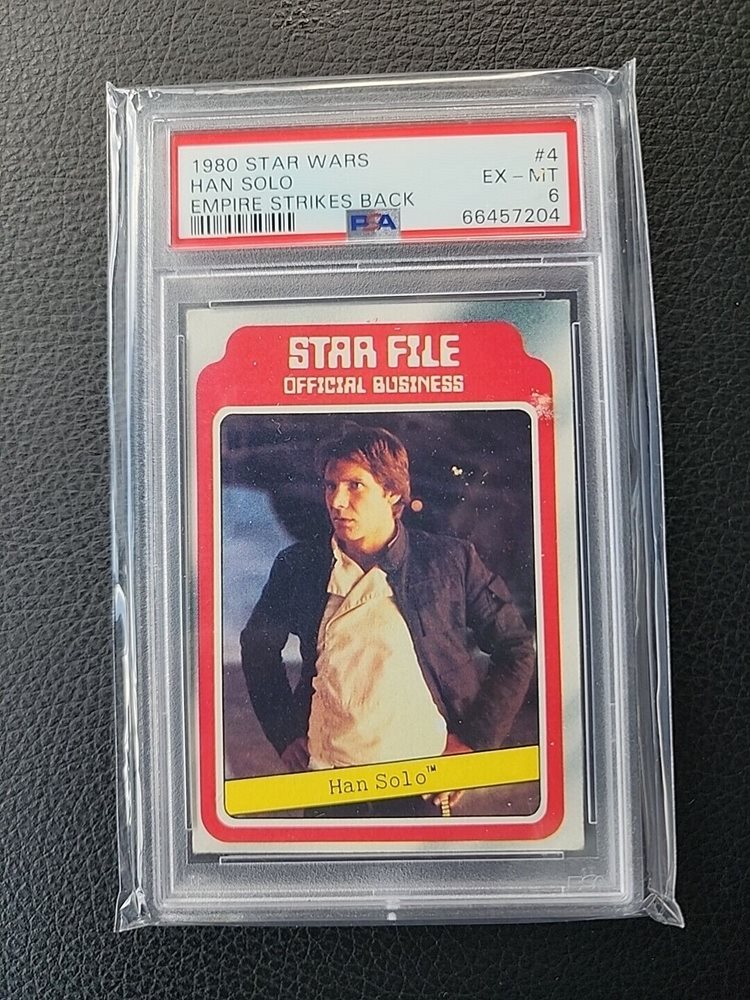 1980 STAR WARS #4
HAN SOLO EX - MT
EMPIRE STRIKES BACK 6
PSA 66457204
STAR FILE
OFFICIAL BUSINESS
Han Solo™